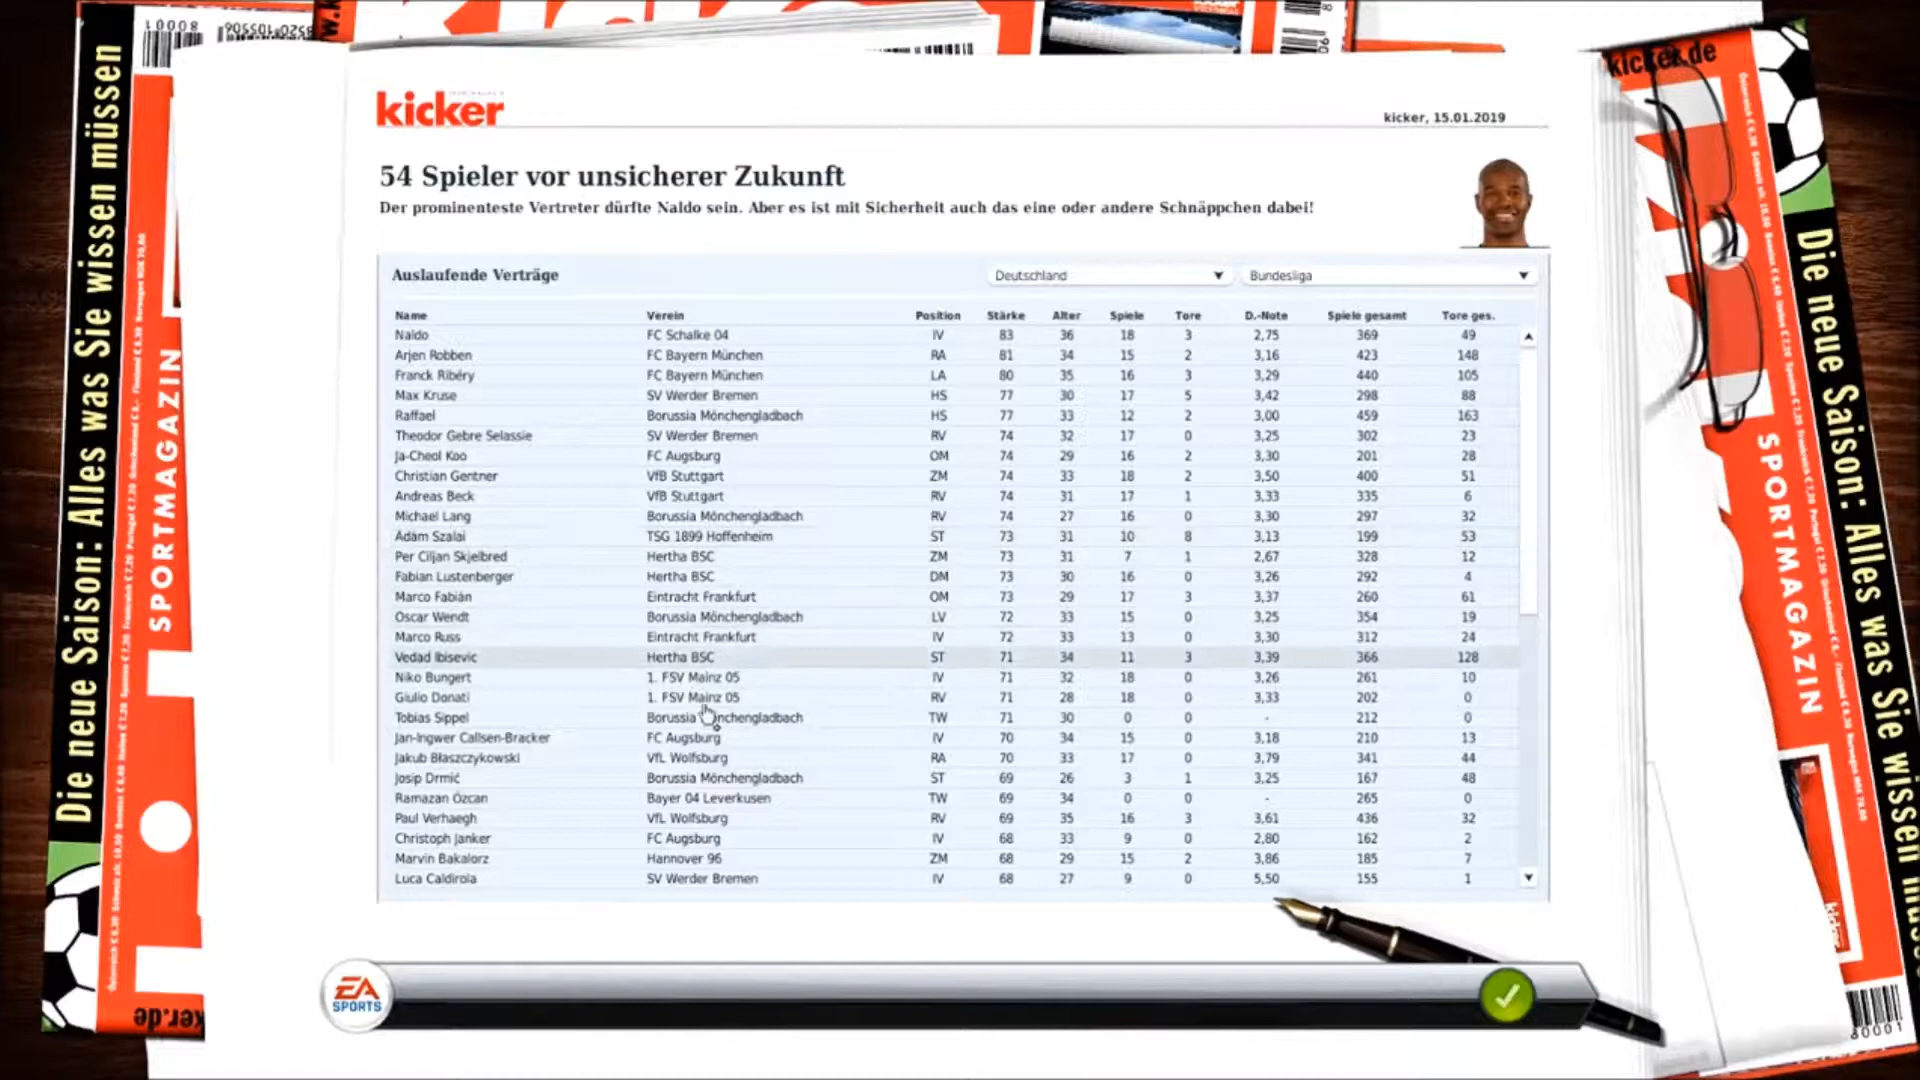 kicker
kicker, 15.01.2019
54 Spieler vor unsicherer Zukunft
Der prominenteste Vertreter dürfte Naldo sein. Aber es ist mit Sicherheit auch das eine oder andere Schnäppchen dabei!
Auslaufende Verträge Deutschland Bundesliga
Name Verein Position Stärke Alter Spiele Tore D.-Note Spiele gesamt Tore ges.
Naldo FC Schalke 04 IV 83 36 18 3 2,75 369 49
Arjen Robben FC Bayern München RA 81 34 15 2 3,16 423 148
Franck Ribéry FC Bayern München LA 80 35 16 3 3,29 440 105
Max Kruse SV Werder Bremen HS 77 30 17 5 3,42 298 88
Raffael Borussia Mönchengladbach HS 77 33 12 2 3,00 459 163
Theodor Gebre Selassie SV Werder Bremen RV 74 32 17 0 3,25 302 23
Ja-Cheol Koo FC Augsburg OM 74 29 16 2 3,30 201 28
Christian Gentner VfB Stuttgart ZM 74 33 18 2 3,50 400 51
Andreas Beck VfB Stuttgart RV 74 31 17 1 3,33 335 6
Michael Lang Borussia Mönchengladbach RV 74 27 16 0 3,30 297 32
Ádám Szalai TSG 1899 Hoffenheim ST 73 31 10 8 3,13 199 53
Per Ciljan Skjelbred Hertha BSC ZM 73 31 7 1 2,67 328 12
Fabian Lustenberger Hertha BSC DM 73 30 16 0 3,26 292 4
Marco Fabián Eintracht Frankfurt OM 73 29 17 3 3,37 260 61
Oscar Wendt Borussia Mönchengladbach LV 72 33 15 0 3,25 354 19
Marco Russ Eintracht Frankfurt IV 72 33 13 0 3,30 312 24
Vedad Ibisevic Hertha BSC ST 71 34 11 3 3,39 366 128
Niko Bungert 1. FSV Mainz 05 IV 71 32 18 0 3,26 261 10
Giulio Donati 1. FSV Mainz 05 RV 71 28 18 0 3,33 202 0
Tobias Sippel Borussia Mönchengladbach TW 71 30 0 0 - 212 0
Jan-Ingwer Callsen-Bracker FC Augsburg IV 70 34 15 0 3,18 210 13
Jakub Błaszczykowski VfL Wolfsburg RA 70 33 17 0 3,79 341 44
Josip Drmić Borussia Mönchengladbach ST 69 26 3 1 3,25 167 48
Ramazan Özcan Bayer 04 Leverkusen TW 69 34 0 0 - 265 0
Paul Verhaegh VfL Wolfsburg RV 69 35 16 3 3,61 436 32
Christoph Janker FC Augsburg IV 68 33 9 0 2,80 162 2
Marvin Bakalorz Hannover 96 ZM 68 29 15 2 3,86 185 7
Luca Caldirola SV Werder Bremen IV 68 27 9 0 5,50 155 1
EA
SPORTS
Die neue Saison: Alles was Sie wissen müssen
SPORTMAGAZIN
kicker.de
Die neue Saison: Alles was Sie wissen
SPORTMAGAZIN